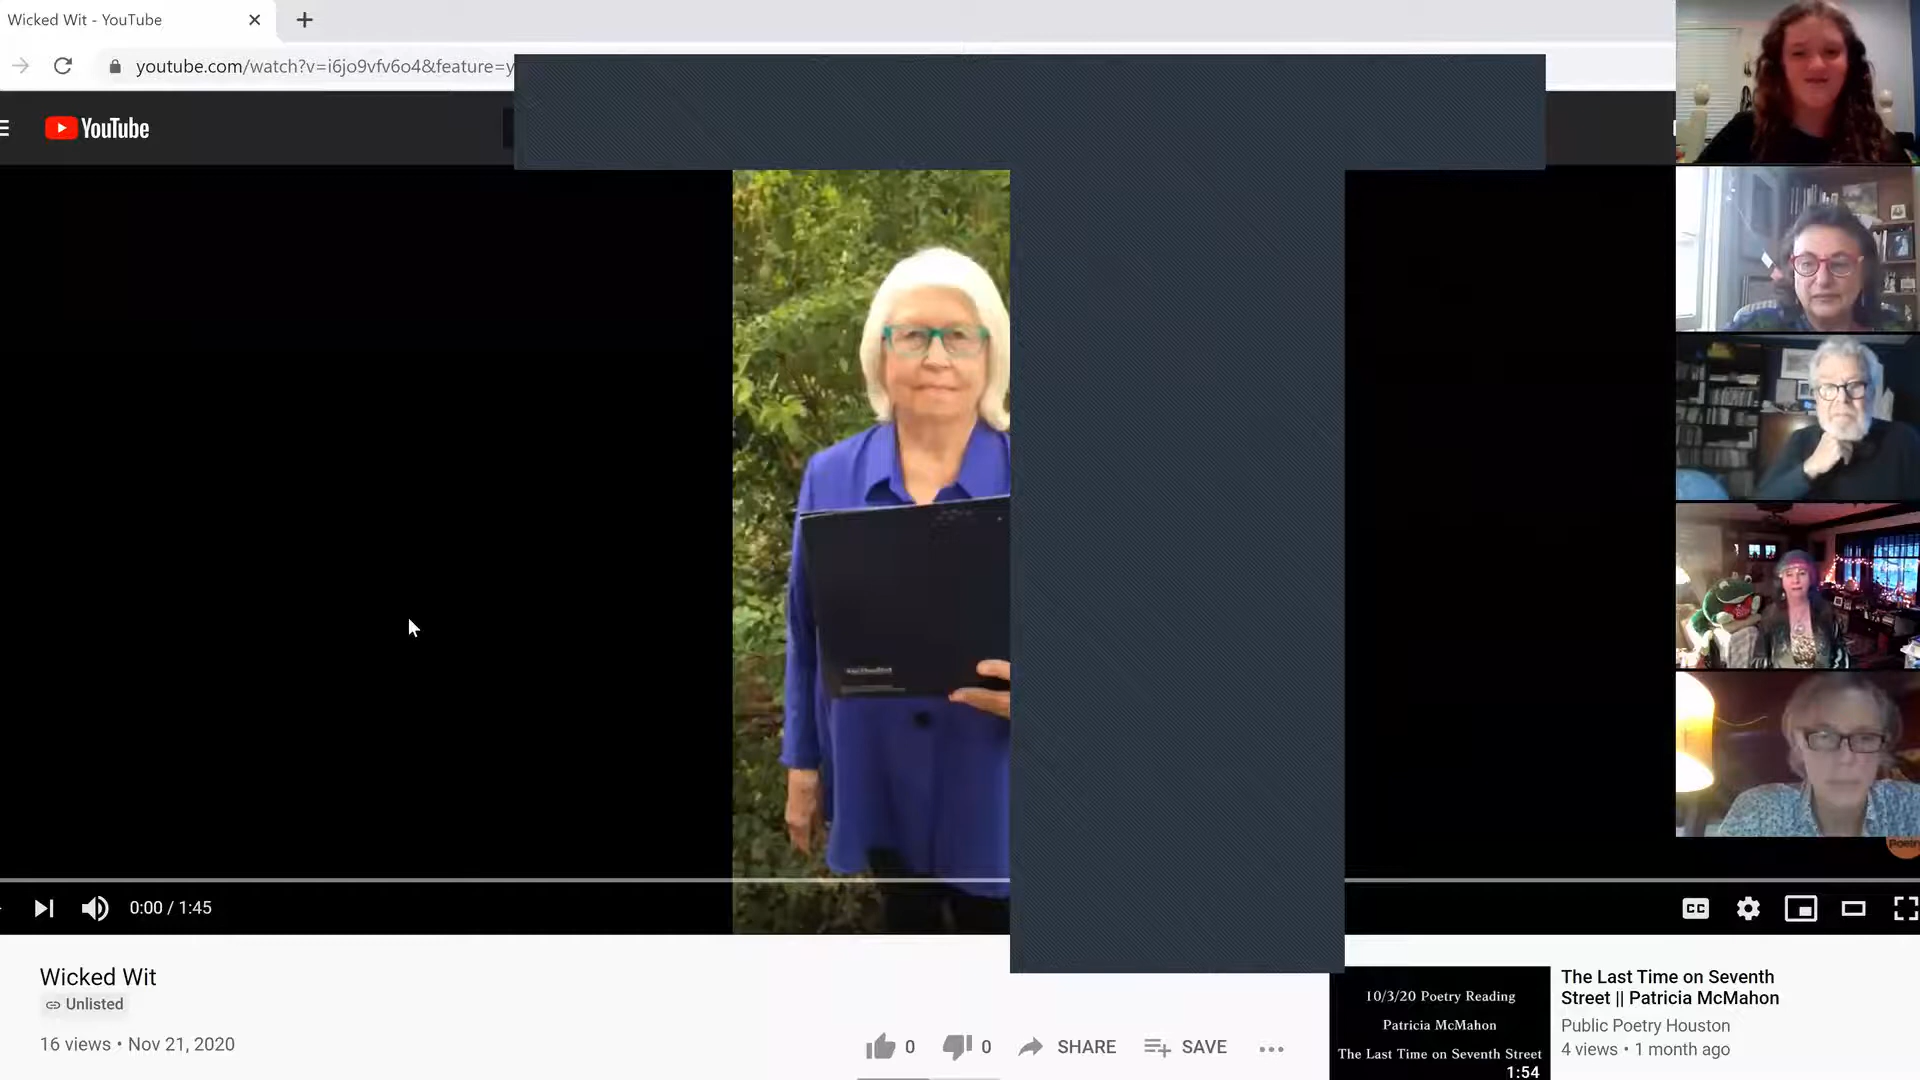 Wicked Wit - YouTube
youtube.com/watch?v=i6jo9vfv6o4&feature=y
YouTube
Poetry
0:00 / 1:45
CC
Wicked Wit
Unlisted
16 views • Nov 21, 2020
0
0
SHARE
SAVE
10/3/20 Poetry Reading
Patricia McMahon
The Last Time on Seventh Street
1:54
The Last Time on Seventh
Street || Patricia McMahon
Public Poetry Houston
4 views • 1 month ago